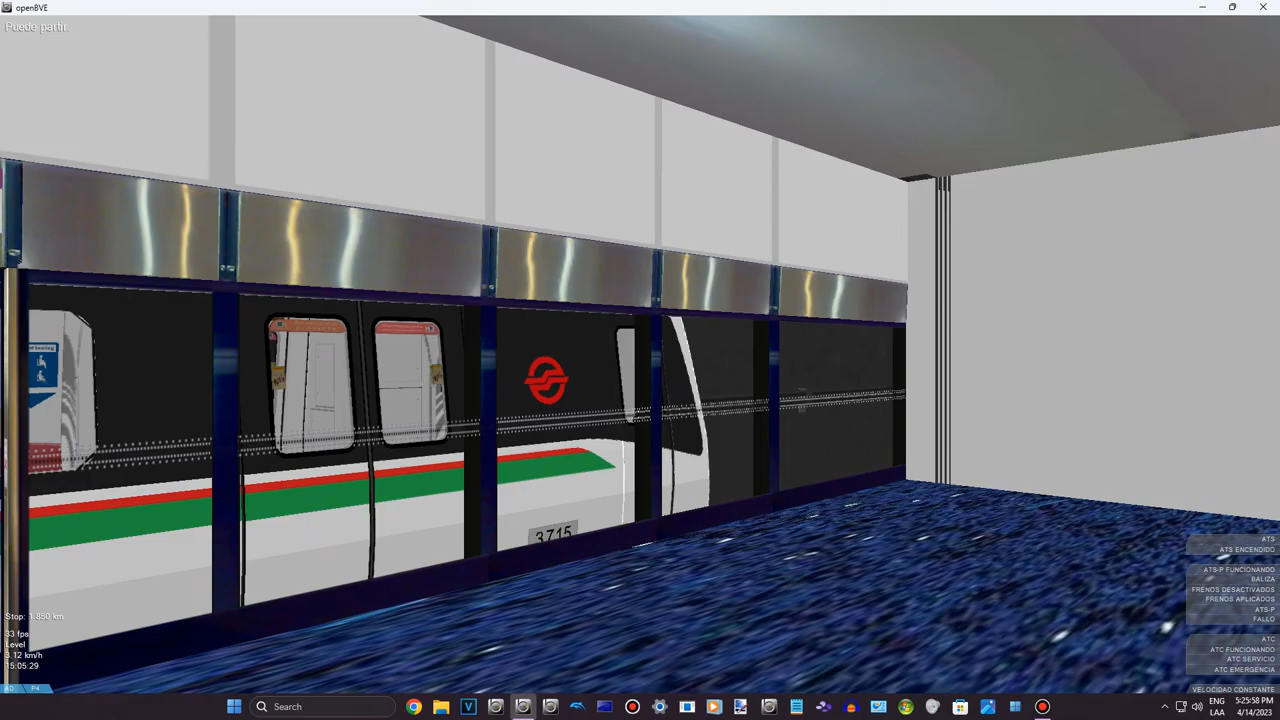 openBVE
Puede partir.
3715
Stop: 1.850 km
33 fps
Level
3.12 km/h
15:05:29
AD P4
ATS
ATS ENCENDIDO
ATS-P FUNCIONANDO
BALIZA
FRENOS DESACTIVADOS
FRENOS APLICADOS
ATS-P
FALLO
ATC
ATC FUNCIONANDO
ATC SERVICIO
ATC EMERGENCIA
VELOCIDAD CONSTANTE
Search
ENG
LAA
5:25:58 PM
4/14/2023